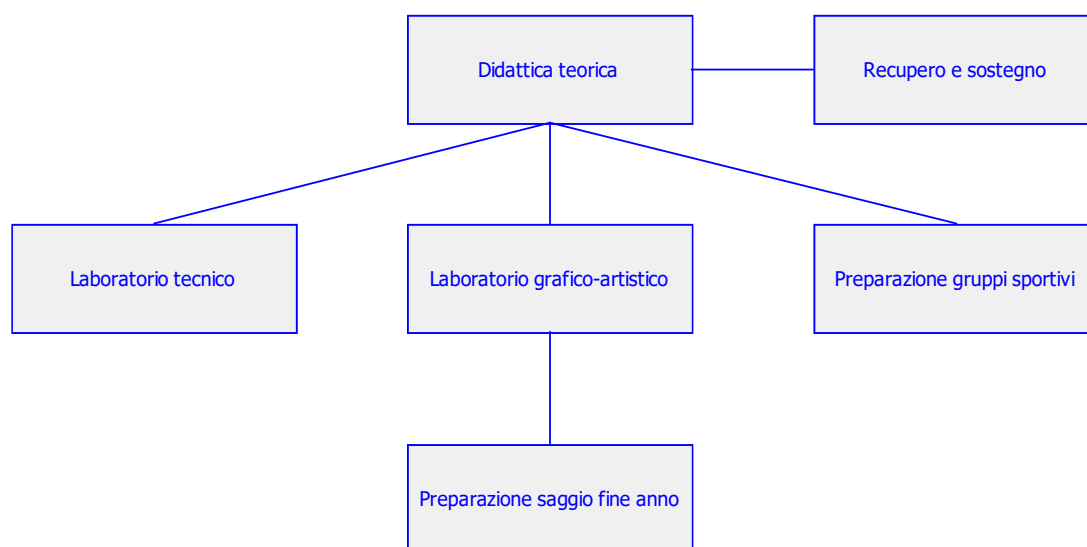 Didattica teorica
Recupero e sostegno
Laboratorio tecnico
Laboratorio grafico-artistico
Preparazione gruppi sportivi
Preparazione saggio fine anno